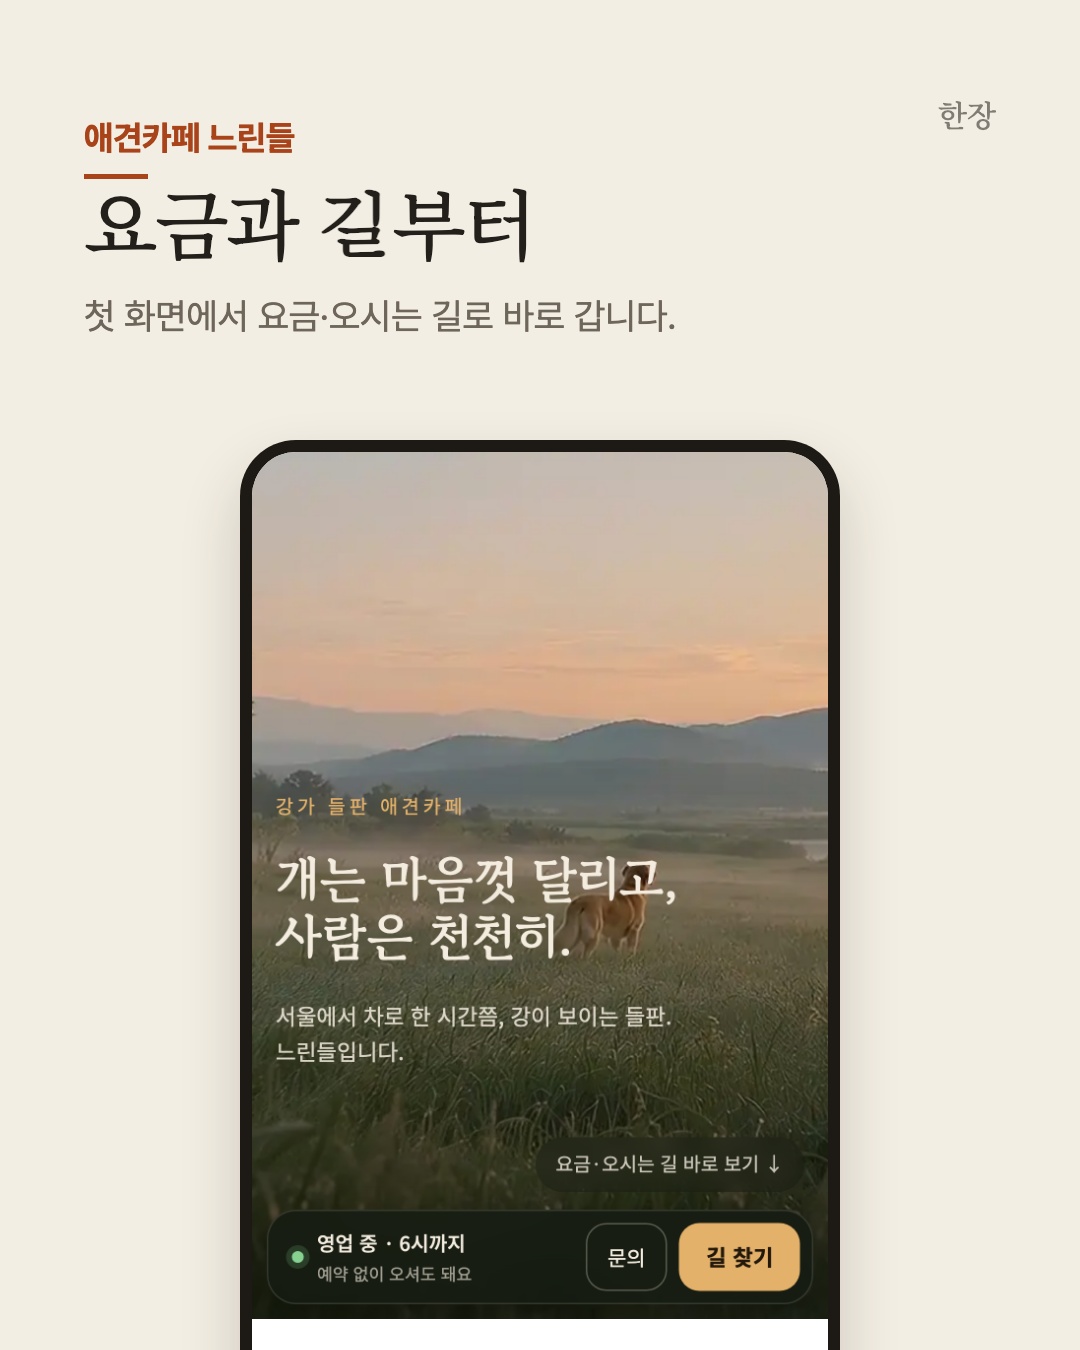 한장
애견카페 느린들
요금과 길부터
첫 화면에서 요금·오시는 길로 바로 갑니다.
강가 들판 애견카페
개는 마음껏 달리고,
사람은 천천히.
서울에서 차로 한 시간쯤, 강이 보이는 들판.
느린들입니다.
요금·오시는 길 바로 보기 ↓
영업 중 · 6시까지
예약 없이 오셔도 돼요
문의
길 찾기